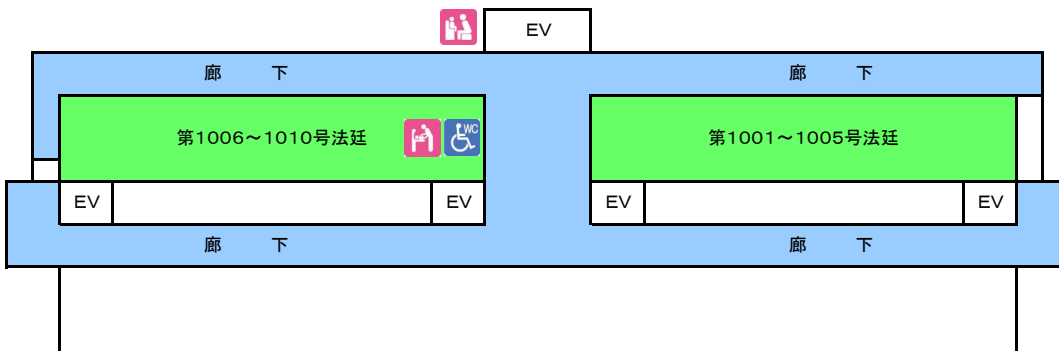 EV
廊 下 廊 下
第1006～1010号法廷 WC 第1001～1005号法廷
EV EV EV EV
廊 下 廊 下